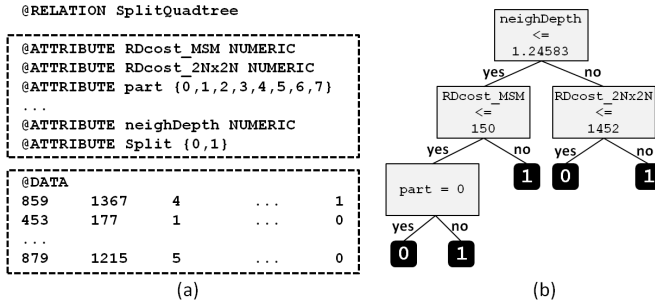 @RELATION SplitQuadtree
@ATTRIBUTE RDcost_MSM NUMERIC
@ATTRIBUTE RDcost_2Nx2N NUMERIC
@ATTRIBUTE part {0,1,2,3,4,5,6,7}
...
@ATTRIBUTE neighDepth NUMERIC
@ATTRIBUTE Split {0,1}
@DATA
859 1367 4 ... 1
453 177 1 ... 0
...
879 1215 5 ... 0
(a)
neighDepth
<=
1.24583
yes no
RDcost_MSM
<=
150
RDcost_2Nx2N
<=
1452
yes no
yes no
part = 0
1
0
1
yes no
0
1
(b)